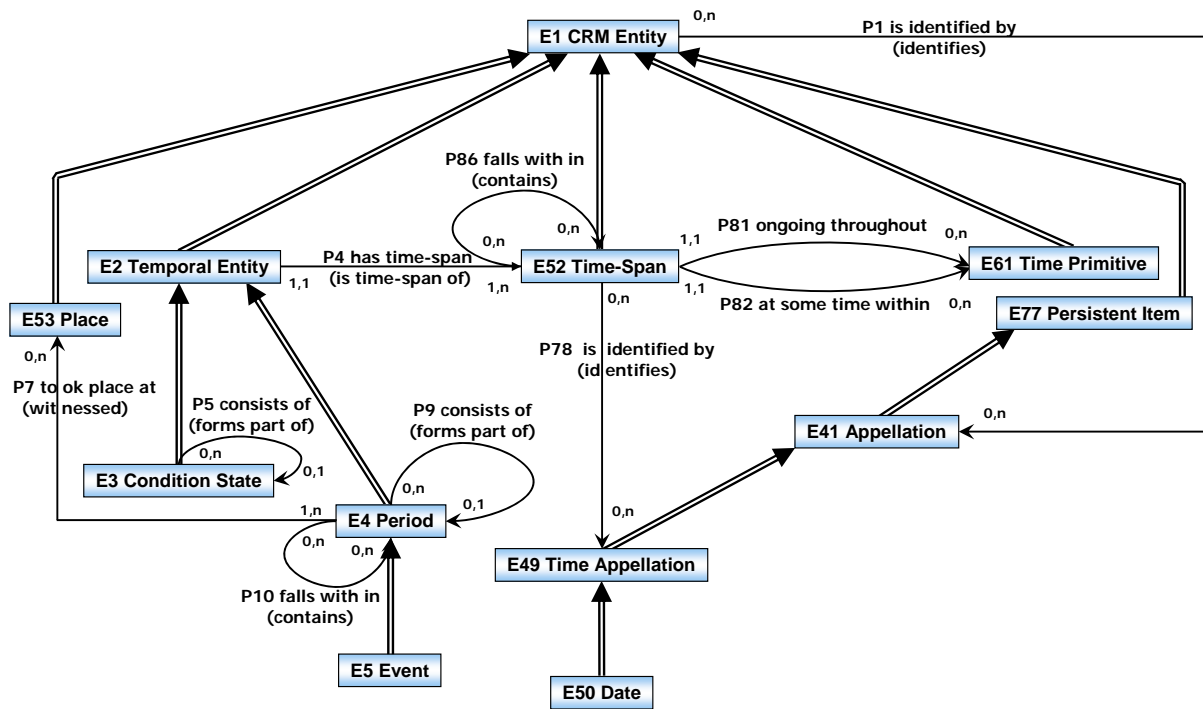 0,n
P1 is identified by
(identifies)
E1 CRM Entity
P86 falls with in
(contains)
0,n
0,n
P81 ongoing throughout
1,1
0,n
E2 Temporal Entity
P4 has time-span
(is time-span of)
1,1
1,n
E52 Time-Span
E61 Time Primitive
1,1
0,n
P82 at some time within
0,n
E53 Place
E77 Persistent Item
0,n
P78 is identified by
(identifies)
P7 to ok place at
(witnessed)
P5 consists of
(forms part of)
P9 consists of
(forms part of)
0,n
0,1
0,n
E41 Appellation
E3 Condition State
0,n
0,1
1,n
E4 Period
0,n
0,n
0,n
P10 falls with in
(contains)
E49 Time Appellation
E5 Event
E50 Date